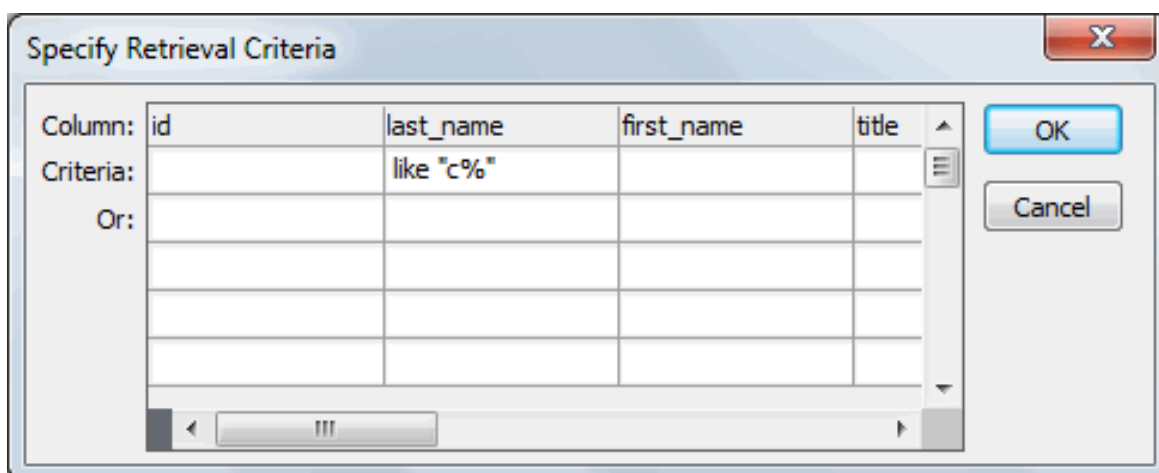 Specify Retrieval Criteria
Column: id last_name first_name title OK
Criteria: like "c%"
Or: Cancel